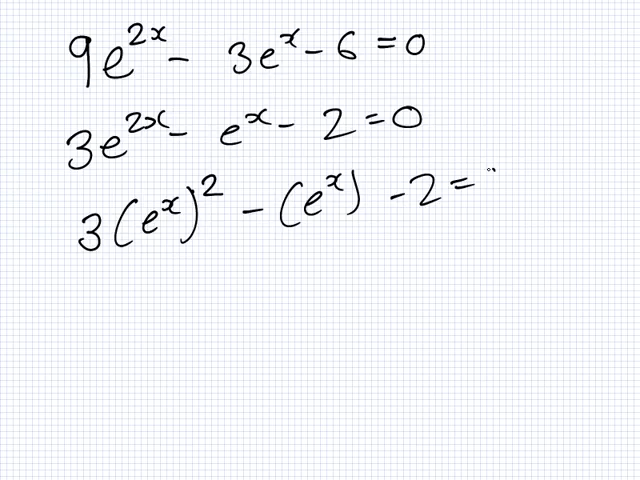 9e^{2x} - 3e^x - 6 = 0
3e^{2x} - e^x - 2 = 0
3(e^x)^2 - (e^x) - 2 =